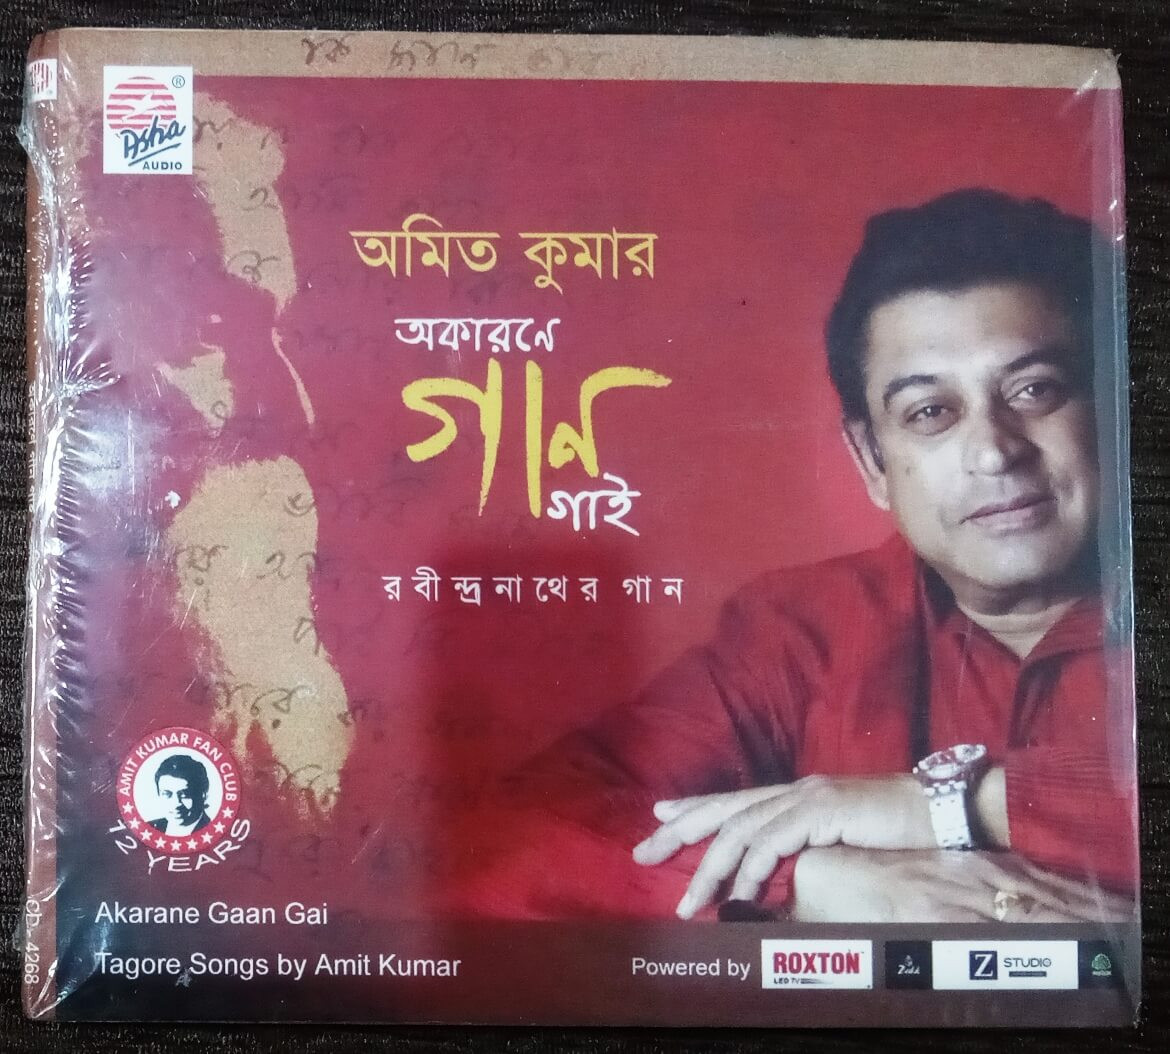 Asha
AUDIO
অমিত কুমার
অকারণে
গান
গাই
রবীন্দ্রনাথের গান
AMIT KUMAR FAN CLUB
12 YEARS
Akarane Gaan Gai
Tagore Songs by Amit Kumar
Powered by ROXTON
LED TV
Z STUDIO
CD - 4268